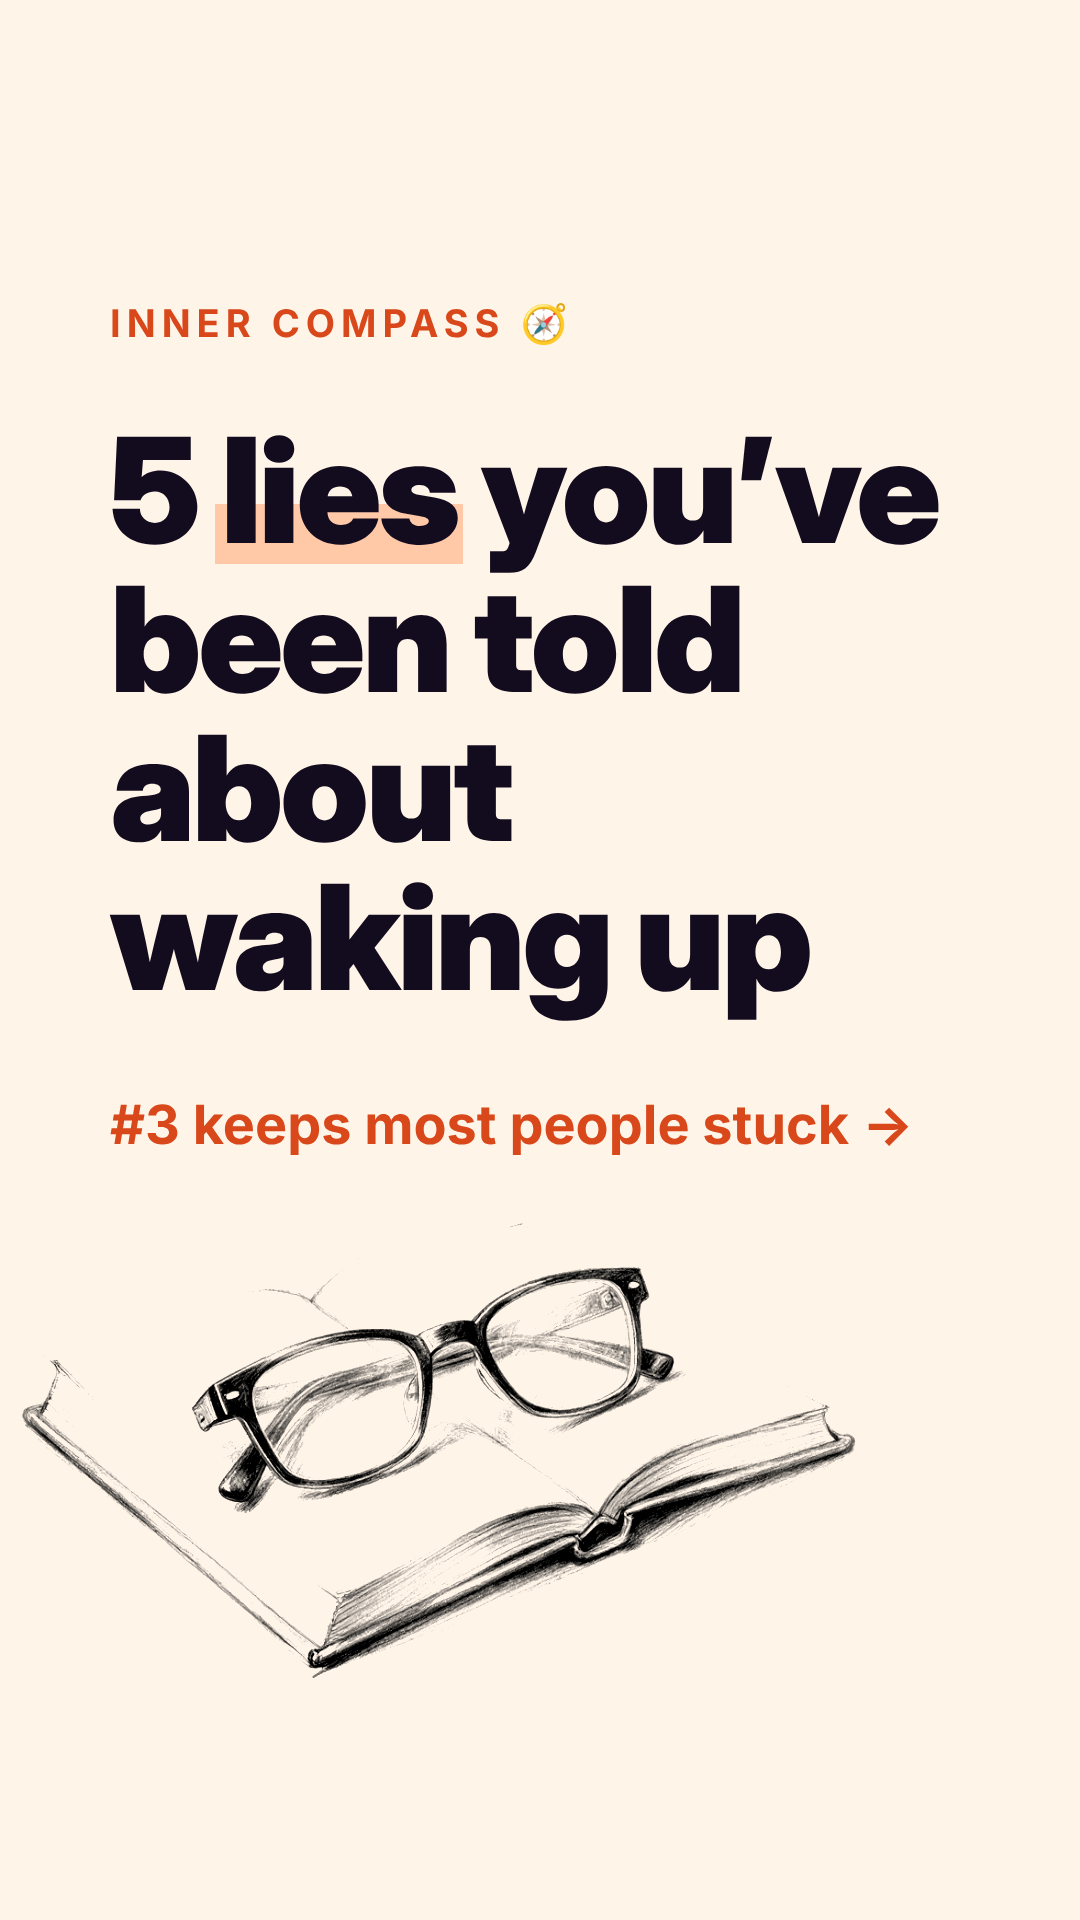 INNER COMPASS 🧭
5 lies you’ve
been told
about
waking up
#3 keeps most people stuck →